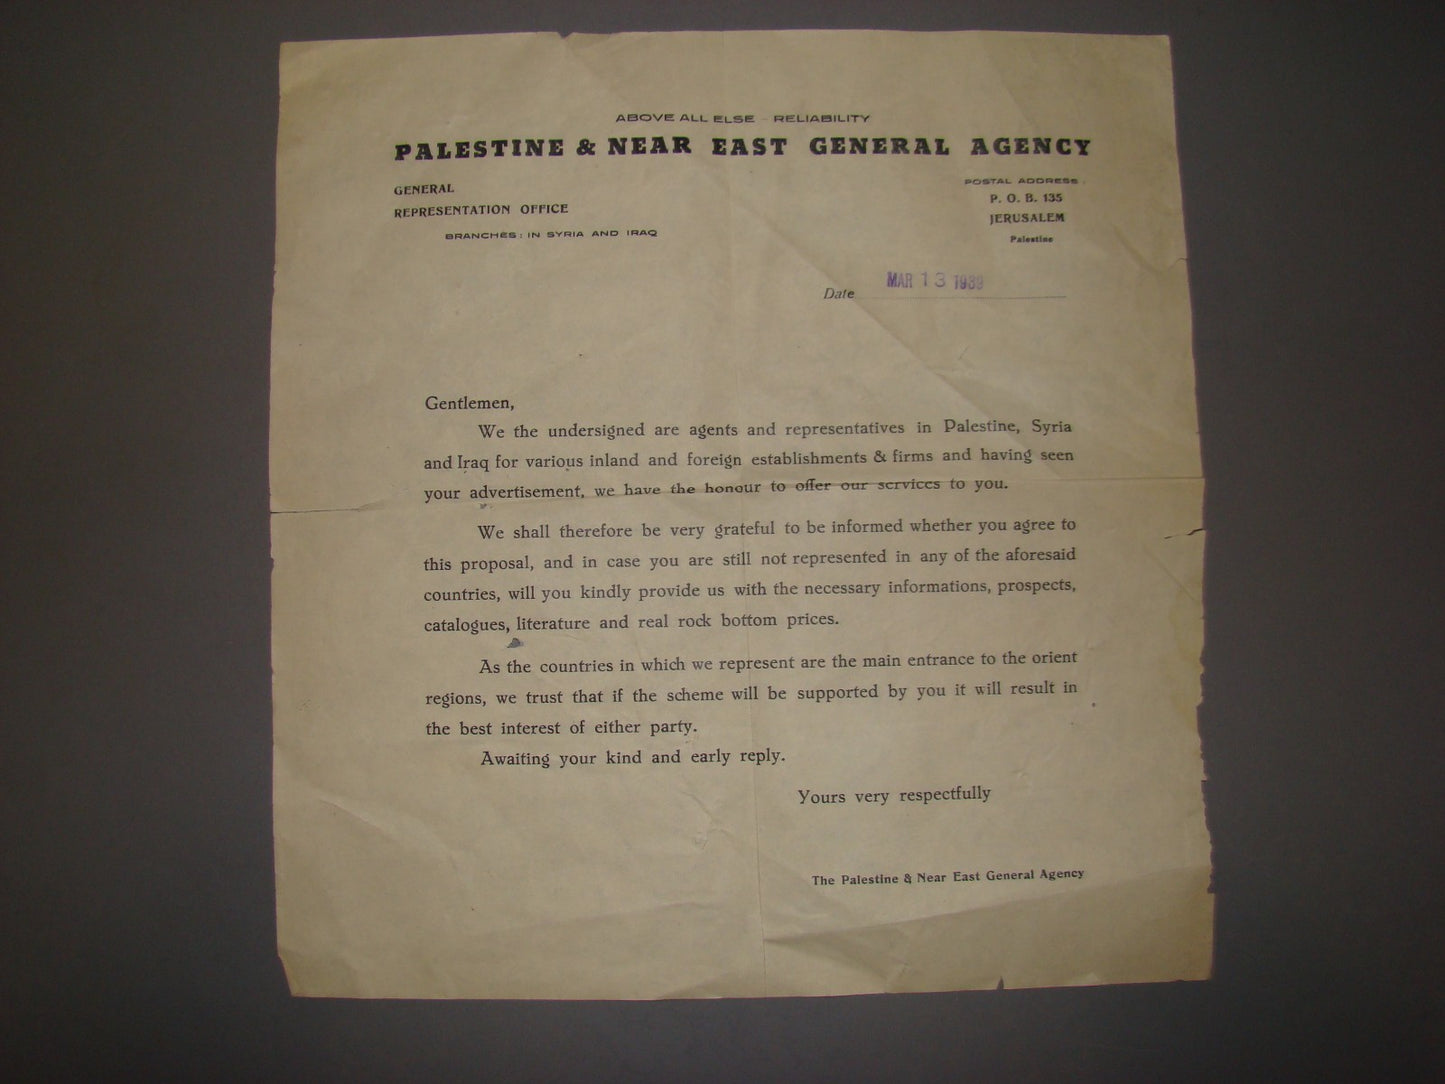 ABOVE ALL ELSE - RELIABILITY
PALESTINE & NEAR EAST GENERAL AGENCY
GENERAL
REPRESENTATION OFFICE
BRANCHES: IN SYRIA AND IRAQ
POSTAL ADDRESS:
P. O. B. 135
JERUSALEM
Palestine
Date MAR 13 1939
Gentlemen,
We the undersigned are agents and representatives in Palestine, Syria
and Iraq for various inland and foreign establishments & firms and having seen
your advertisement, we have the honour to offer our services to you.
We shall therefore be very grateful to be informed whether you agree to
this proposal, and in case you are still not represented in any of the aforesaid
countries, will you kindly provide us with the necessary informations, prospects,
catalogues, literature and real rock bottom prices.
As the countries in which we represent are the main entrance to the orient
regions, we trust that if the scheme will be supported by you it will result in
the best interest of either party.
Awaiting your kind and early reply.
Yours very respectfully
The Palestine & Near East General Agency